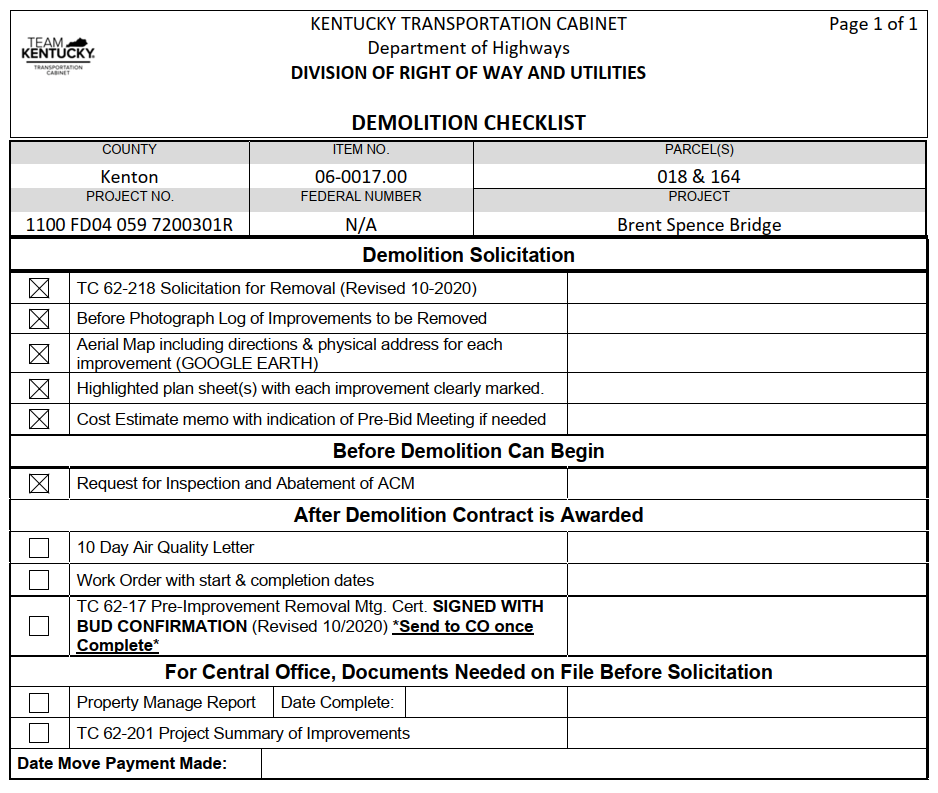 KENTUCKY TRANSPORTATION CABINET
Page 1 of 1
TEAM
KENTUCKY.
TRANSPORTATION
CABINET
Department of Highways
DIVISION OF RIGHT OF WAY AND UTILITIES
DEMOLITION CHECKLIST
COUNTY ITEM NO. PARCEL(S)
Kenton 06-0017.00 018 & 164
PROJECT NO. FEDERAL NUMBER PROJECT
1100 FD04 059 7200301R N/A Brent Spence Bridge
Demolition Solicitation
TC 62-218 Solicitation for Removal (Revised 10-2020)
Before Photograph Log of Improvements to be Removed
Aerial Map including directions & physical address for each
improvement (GOOGLE EARTH)
Highlighted plan sheet(s) with each improvement clearly marked.
Cost Estimate memo with indication of Pre-Bid Meeting if needed
Before Demolition Can Begin
Request for Inspection and Abatement of ACM
After Demolition Contract is Awarded
10 Day Air Quality Letter
Work Order with start & completion dates
TC 62-17 Pre-Improvement Removal Mtg. Cert. SIGNED WITH
BUD CONFIRMATION (Revised 10/2020) *Send to CO once
Complete*
For Central Office, Documents Needed on File Before Solicitation
Property Manage Report Date Complete:
TC 62-201 Project Summary of Improvements
Date Move Payment Made: